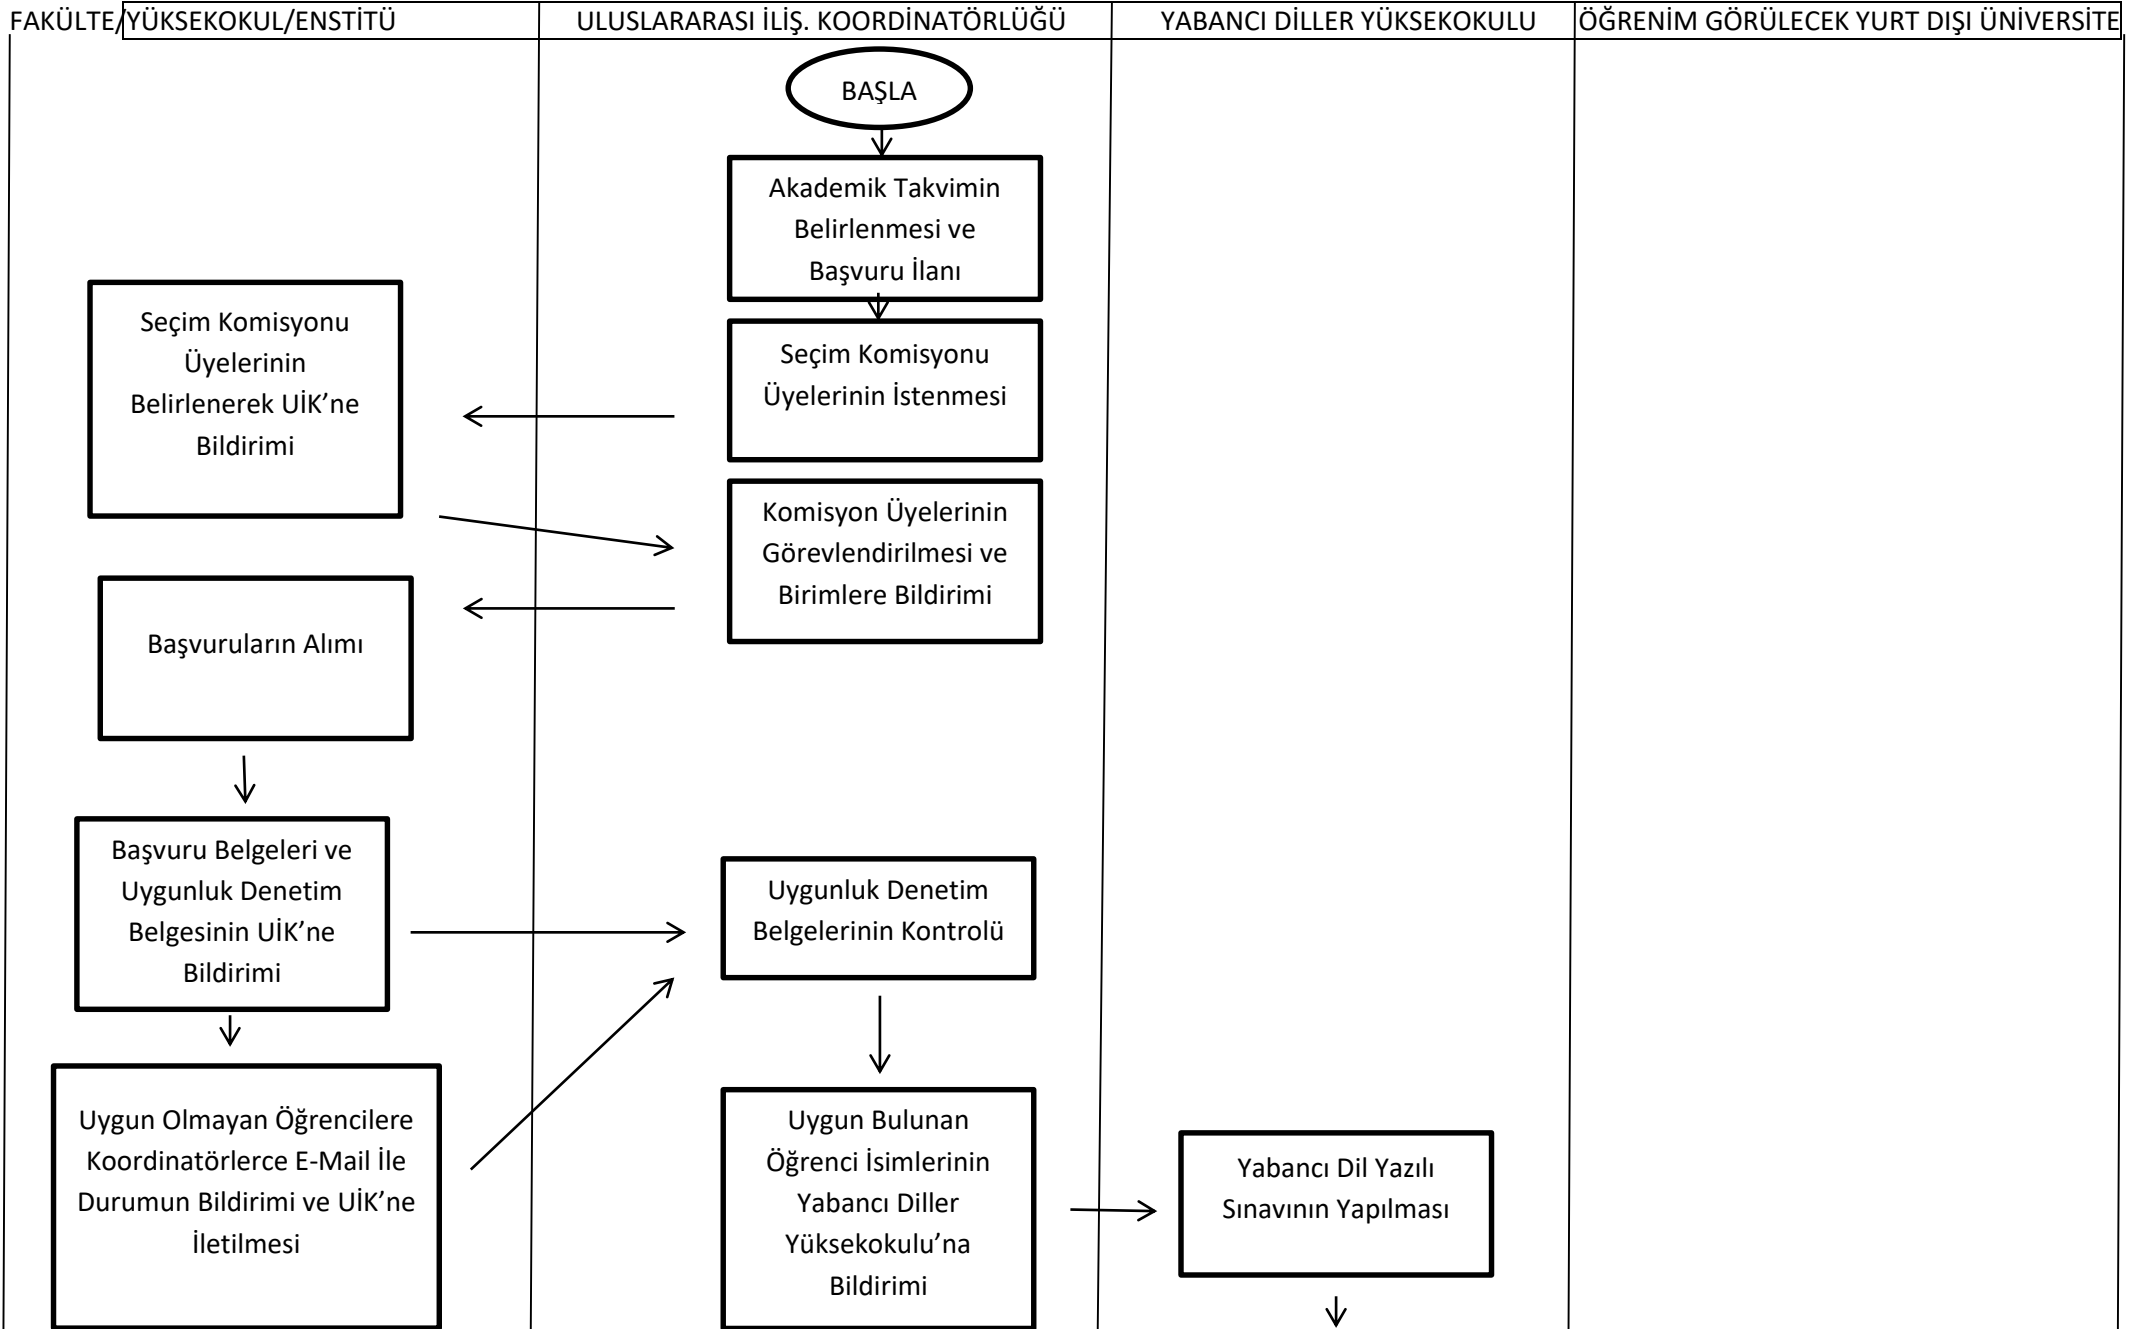 FAKÜLTE/YÜKSEKOKUL/ENSTİTÜ
ULUSLARARASI İLİŞ. KOORDİNATÖRLÜĞÜ
YABANCI DİLLER YÜKSEKOKULU
ÖĞRENİM GÖRÜLECEK YURT DIŞI ÜNİVERSİTE
BAŞLA
Akademik Takvimin
Belirlenmesi ve
Başvuru İlanı
Seçim Komisyonu
Üyelerinin İstenmesi
Seçim Komisyonu
Üyelerinin
Belirlenerek UİK’ne
Bildirimi
Komisyon Üyelerinin
Görevlendirilmesi ve
Birimlere Bildirimi
Başvuruların Alımı
Başvuru Belgeleri ve
Uygunluk Denetim
Belgesinin UİK’ne
Bildirimi
Uygunluk Denetim
Belgelerinin Kontrolü
Uygun Olmayan Öğrencilere
Koordinatörlerce E-Mail İle
Durumun Bildirimi ve UİK’ne
İletilmesi
Uygun Bulunan
Öğrenci İsimlerinin
Yabancı Diller
Yüksekokulu’na
Bildirimi
Yabancı Dil Yazılı
Sınavının Yapılması